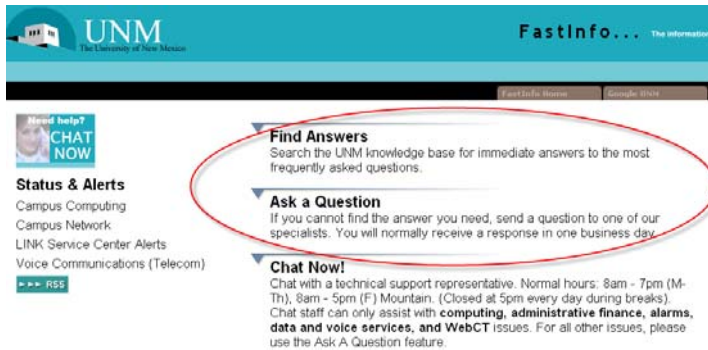 UNM
The University of New Mexico
FastInfo... The information
FastInfo Home Google UNM
Need help?
CHAT
NOW
Status & Alerts
Campus Computing
Campus Network
LINK Service Center Alerts
Voice Communications (Telecom)
RSS
Find Answers
Search the UNM knowledge base for immediate answers to the most
frequently asked questions.
Ask a Question
If you cannot find the answer you need, send a question to one of our
specialists. You will normally receive a response in one business day.
Chat Now!
Chat with a technical support representative. Normal hours: 8am - 7pm (M-
Th), 8am - 5pm (F) Mountain. (Closed at 5pm every day during breaks).
Chat staff can only assist with computing, administrative finance, alarms,
data and voice services, and WebCT issues. For all other issues, please
use the Ask A Question feature.